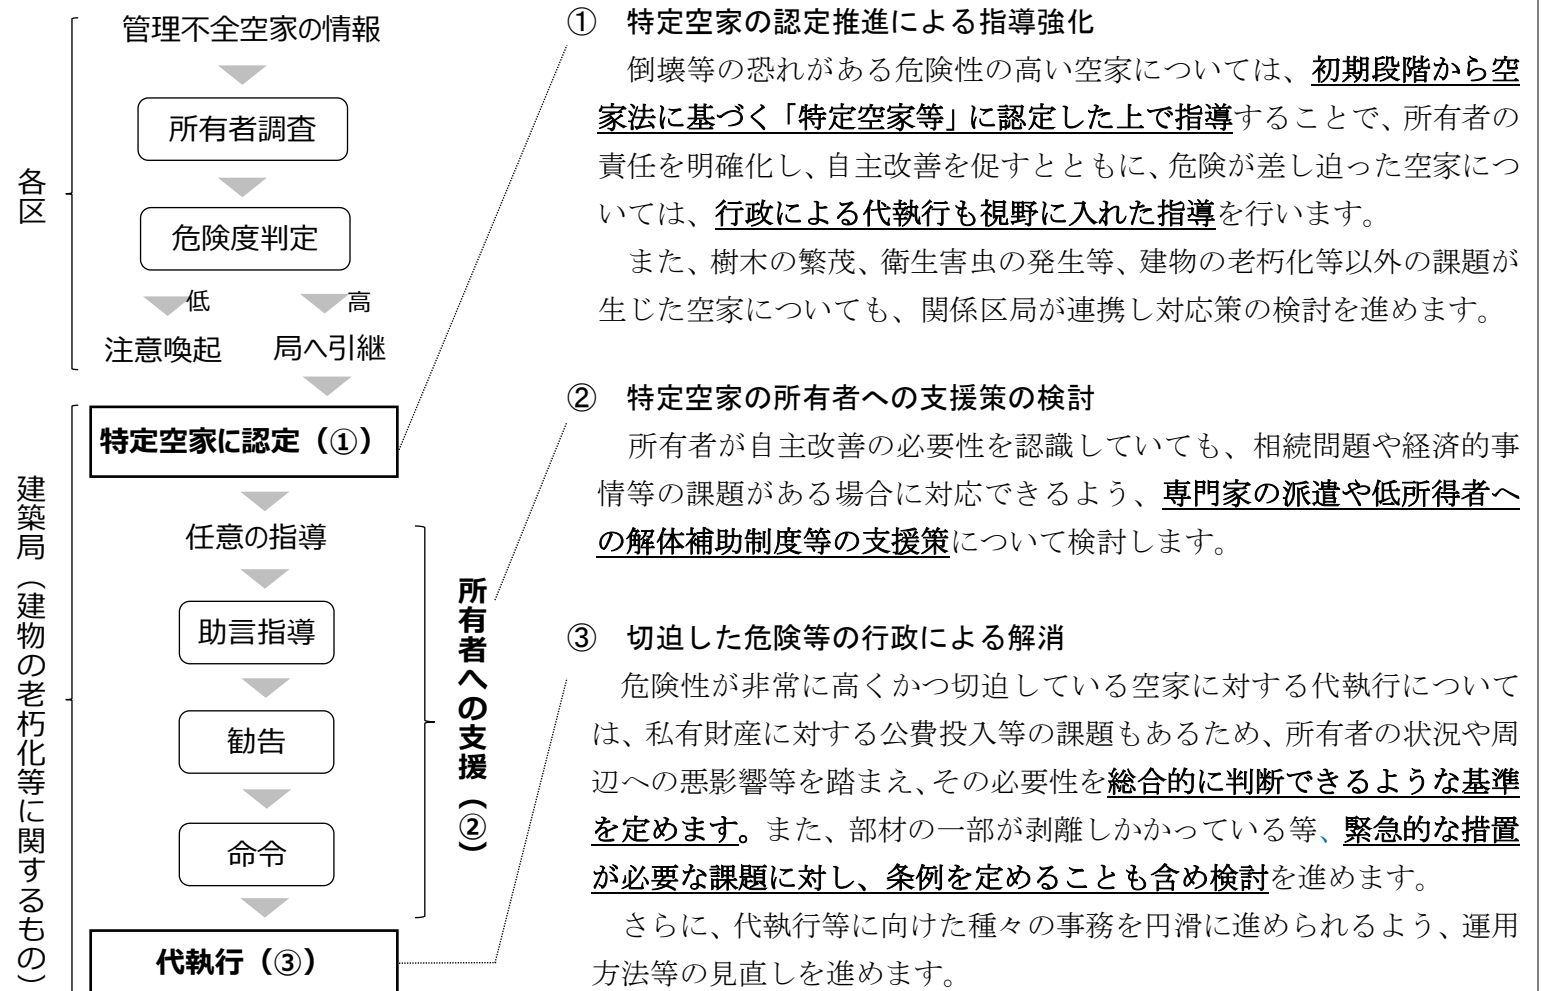 各区
管理不全空家の情報
所有者調査
危険度判定
低
高
注意喚起
局へ引継
建築局（建物の老朽化等に関するもの）
特定空家に認定（①）
任意の指導
助言指導
勧告
命令
代執行（③）
所有者への支援（②）
① 特定空家の認定推進による指導強化
倒壊等の恐れがある危険性の高い空家については、初期段階から空
家法に基づく「特定空家等」に認定した上で指導することで、所有者の
責任を明確化し、自主改善を促すとともに、危険が差し迫った空家につ
いては、行政による代執行も視野に入れた指導を行います。
また、樹木の繁茂、衛生害虫の発生等、建物の老朽化等以外の課題が
生じた空家についても、関係区局が連携し対応策の検討を進めます。
② 特定空家の所有者への支援策の検討
所有者が自主改善の必要性を認識していても、相続問題や経済的事
情等の課題がある場合に対応できるよう、専門家の派遣や低所得者へ
の解体補助制度等の支援策について検討します。
③ 切迫した危険等の行政による解消
危険性が非常に高くかつ切迫している空家に対する代執行について
は、私有財産に対する公費投入等の課題もあるため、所有者の状況や周
辺への悪影響等を踏まえ、その必要性を総合的に判断できるような基準
を定めます。また、部材の一部が剥離しかかっている等、緊急的な措置
が必要な課題に対し、条例を定めることも含め検討を進めます。
さらに、代執行等に向けた種々の事務を円滑に進められるよう、運用
方法等の見直しを進めます。